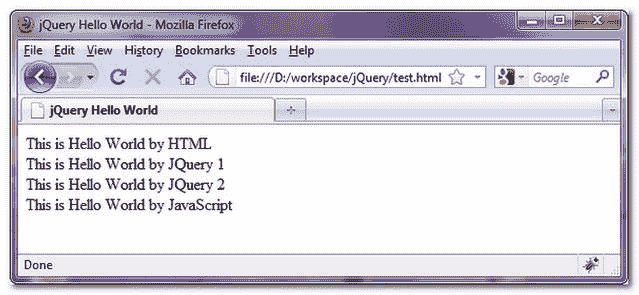 jQuery Hello World - Mozilla Firefox
File Edit View History Bookmarks Tools Help
file:///D:/workspace/jQuery/test.html Google
jQuery Hello World
This is Hello World by HTML
This is Hello World by JQuery 1
This is Hello World by JQuery 2
This is Hello World by JavaScript
Done